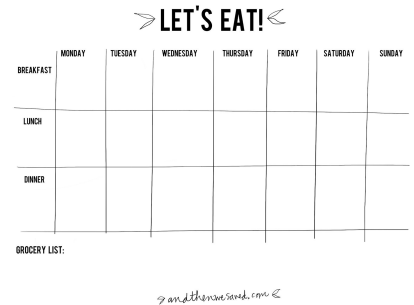 LET'S EAT!
MONDAY TUESDAY WEDNESDAY THURSDAY FRIDAY SATURDAY SUNDAY
BREAKFAST
LUNCH
DINNER
GROCERY LIST:
andthenwesaved.com